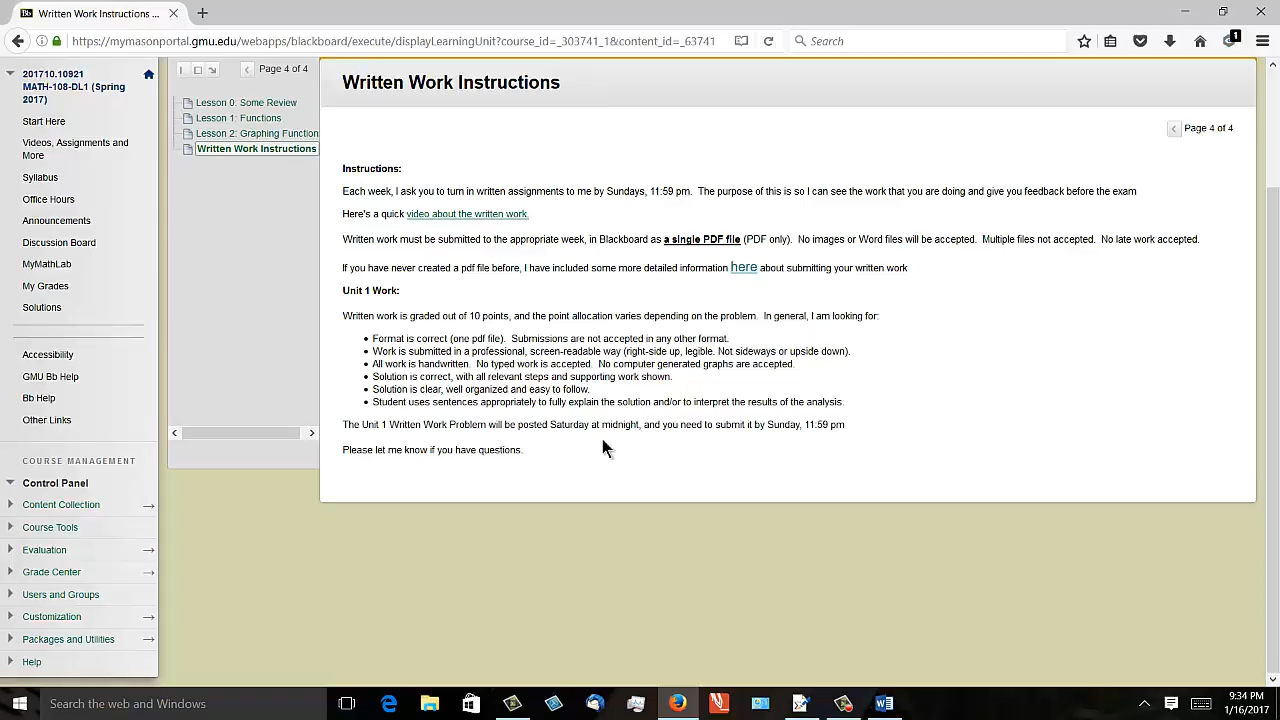 Written Work Instructions ...
https://mymasonportal.gmu.edu/webapps/blackboard/execute/displayLearningUnit?course_id=_303741_1&content_id=_63741
Search
1
201710.10921
MATH-108-DL1 (Spring
2017)
Start Here
Videos, Assignments and
More
Syllabus
Office Hours
Announcements
Discussion Board
MyMathLab
My Grades
Solutions
Accessibility
GMU Bb Help
Bb Help
Other Links
COURSE MANAGEMENT
Control Panel
Content Collection
Course Tools
Evaluation
Grade Center
Users and Groups
Customization
Packages and Utilities
Help
Page 4 of 4
Lesson 0: Some Review
Lesson 1: Functions
Lesson 2: Graphing Function
Written Work Instructions
Written Work Instructions
Page 4 of 4
Instructions:
Each week, I ask you to turn in written assignments to me by Sundays, 11:59 pm. The purpose of this is so I can see the work that you are doing and give you feedback before the exam
Here's a quick video about the written work.
Written work must be submitted to the appropriate week, in Blackboard as a single PDF file (PDF only). No images or Word files will be accepted. Multiple files not accepted. No late work accepted.
If you have never created a pdf file before, I have included some more detailed information here about submitting your written work
Unit 1 Work:
Written work is graded out of 10 points, and the point allocation varies depending on the problem. In general, I am looking for:
• Format is correct (one pdf file). Submissions are not accepted in any other format.
• Work is submitted in a professional, screen-readable way (right-side up, legible. Not sideways or upside down).
• All work is handwritten. No typed work is accepted. No computer generated graphs are accepted.
• Solution is correct, with all relevant steps and supporting work shown.
• Solution is clear, well organized and easy to follow.
• Student uses sentences appropriately to fully explain the solution and/or to interpret the results of the analysis.
The Unit 1 Written Work Problem will be posted Saturday at midnight, and you need to submit it by Sunday, 11:59 pm
Please let me know if you have questions.
Search the web and Windows
9:34 PM
1/16/2017